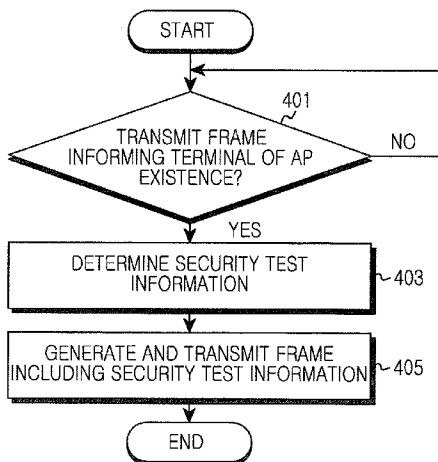 START
401
TRANSMIT FRAME
INFORMING TERMINAL OF AP
EXISTENCE?
NO
YES
DETERMINE SECURITY TEST
INFORMATION
403
GENERATE AND TRANSMIT FRAME
INCLUDING SECURITY TEST INFORMATION
405
END